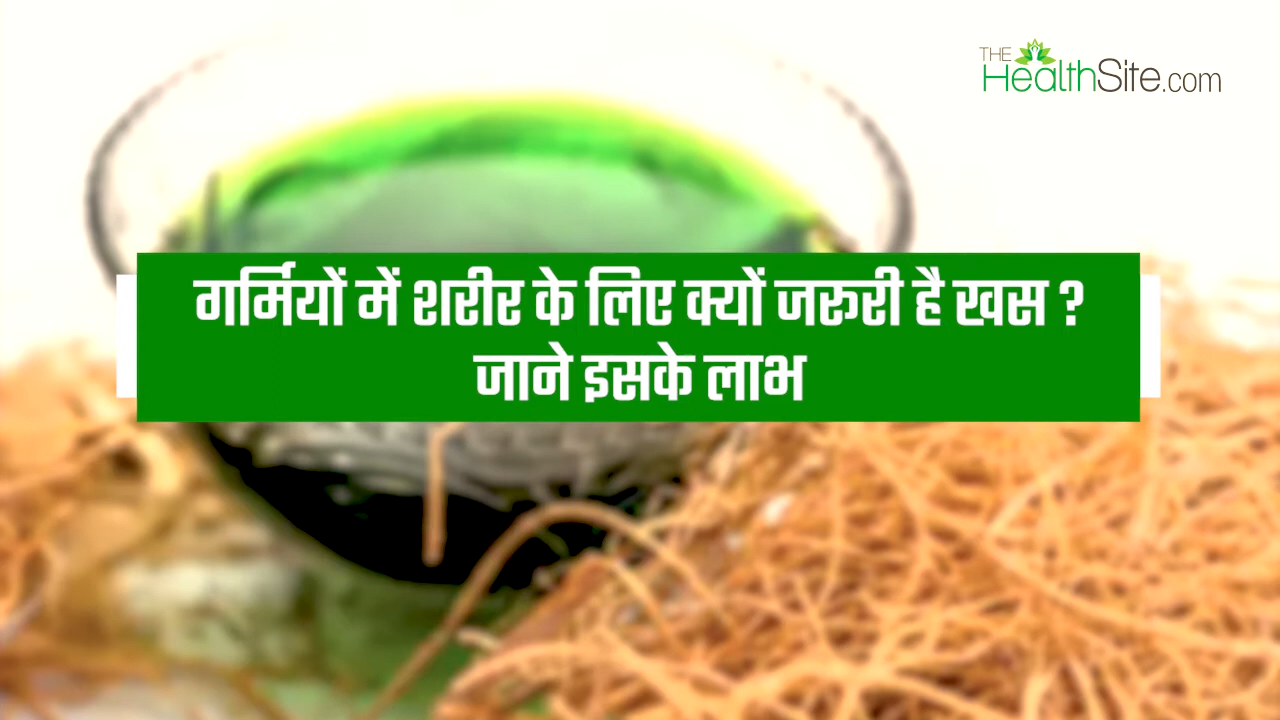 THE
HealthSite.com
गर्मियों में शरीर के लिए क्यों जरूरी है खस ?
जाने इसके लाभ